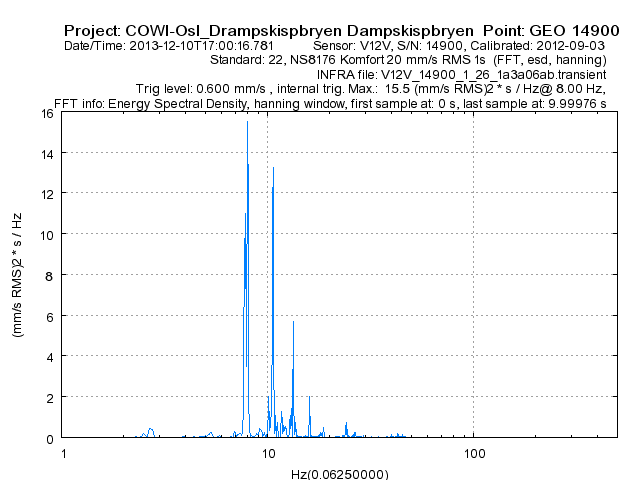 Project: COWI-Osl_Drampskispbryen Dampskispbryen Point: GEO 14900
Date/Time: 2013-12-10T17:00:16.781 Sensor: V12V, S/N: 14900, Calibrated: 2012-09-03
Standard: 22, NS8176 Komfort 20 mm/s RMS 1s (FFT, esd, hanning)
INFRA file: V12V_14900_1_26_1a3a06ab.transient
Trig level: 0.600 mm/s , internal trig. Max.: 15.5 (mm/s RMS)2 * s / Hz@ 8.00 Hz,
FFT info: Energy Spectral Density, hanning window, first sample at: 0 s, last sample at: 9.99976 s
16
14
12
10
8
6
4
2
0
(mm/s RMS)2 * s / Hz
1 10 100
Hz(0.06250000)